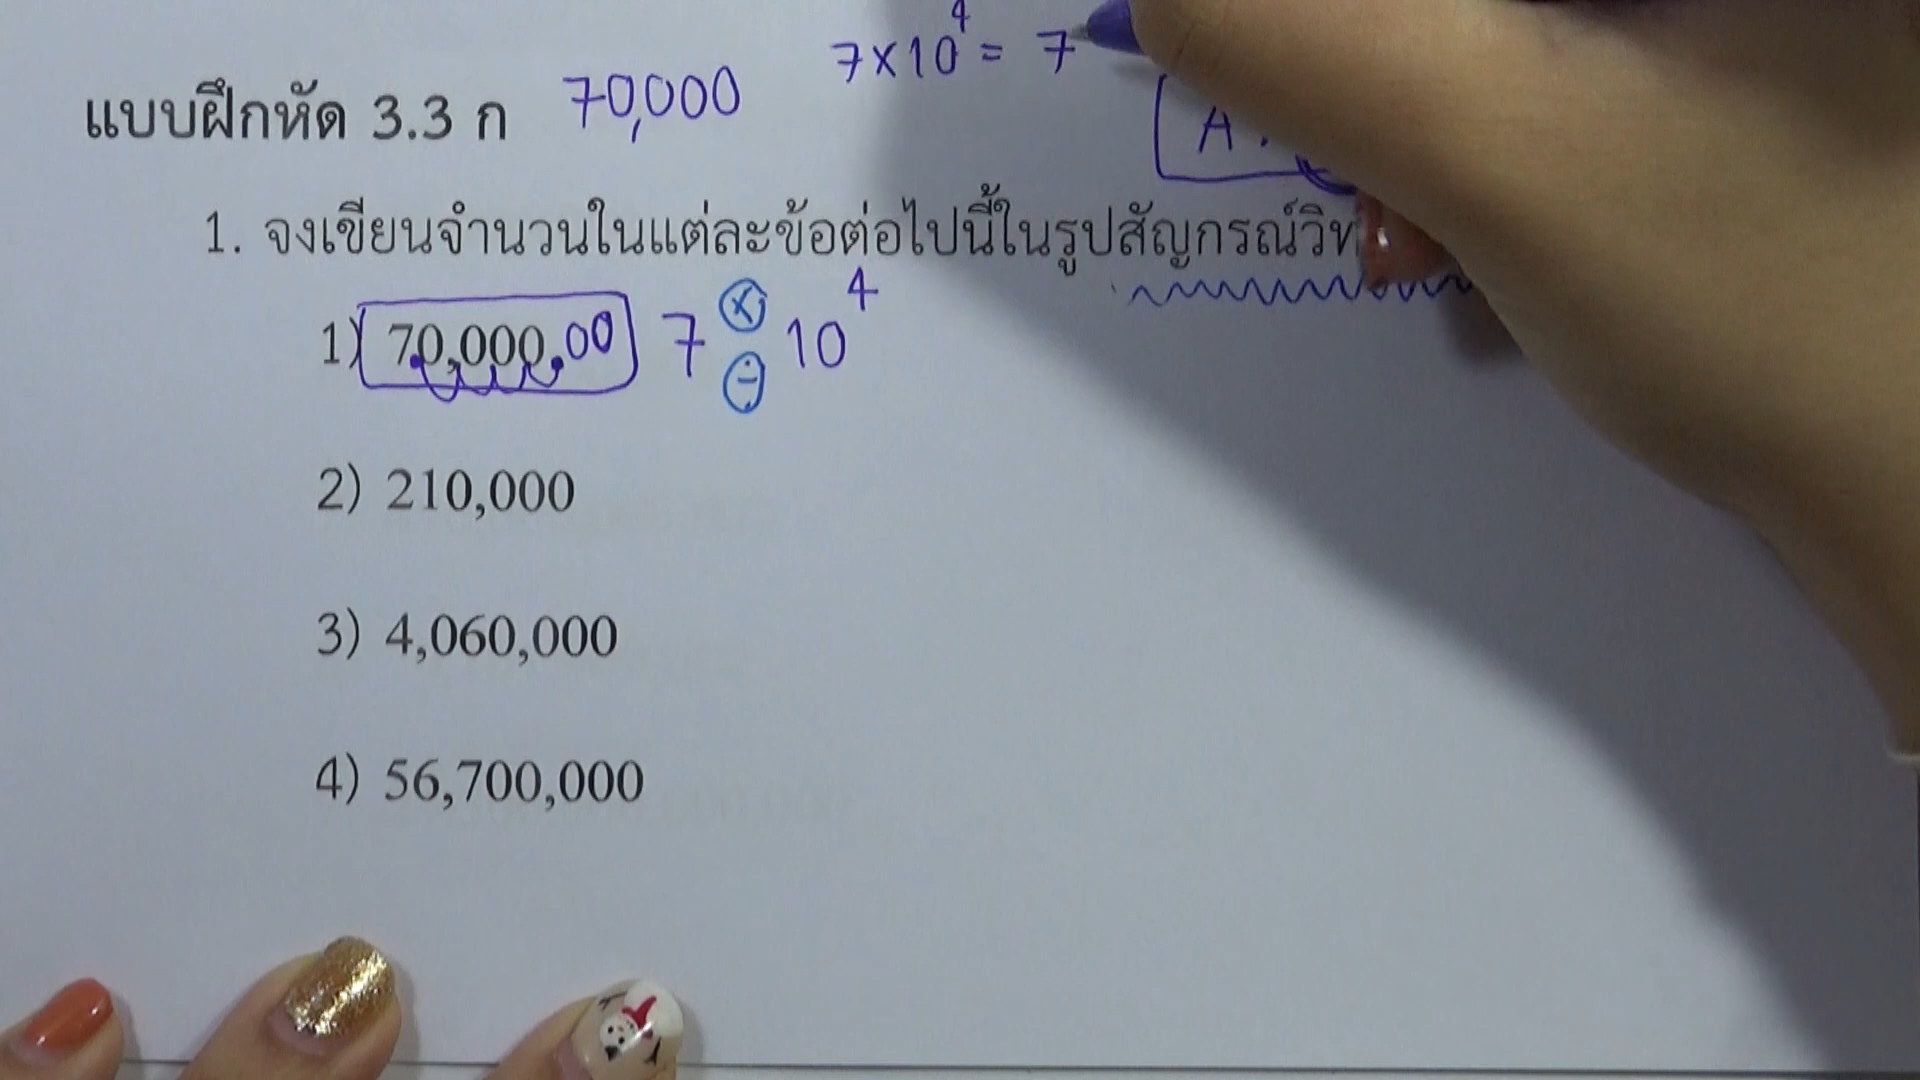 7×10⁴ = 7
แบบฝึกหัด 3.3 ก 70,000
A
1. จงเขียนจำนวนในแต่ละข้อต่อไปนี้ในรูปสัญกรณ์วิท
1) 70,000.00 7 × 10⁴
÷
2) 210,000
3) 4,060,000
4) 56,700,000